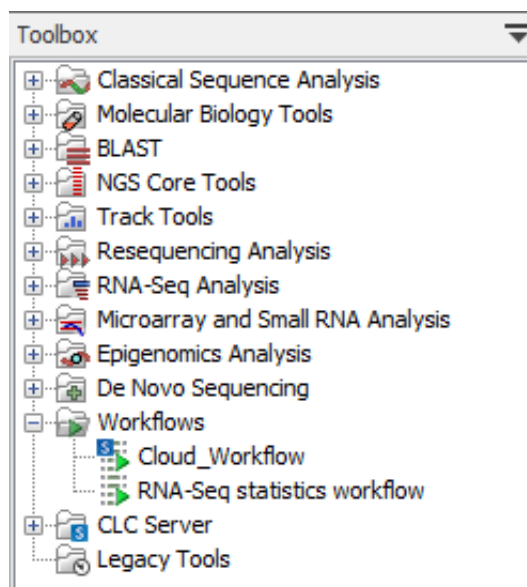 Toolbox
Classical Sequence Analysis
Molecular Biology Tools
BLAST
NGS Core Tools
Track Tools
Resequencing Analysis
RNA-Seq Analysis
Microarray and Small RNA Analysis
Epigenomics Analysis
De Novo Sequencing
Workflows
Cloud_Workflow
RNA-Seq statistics workflow
CLC Server
Legacy Tools